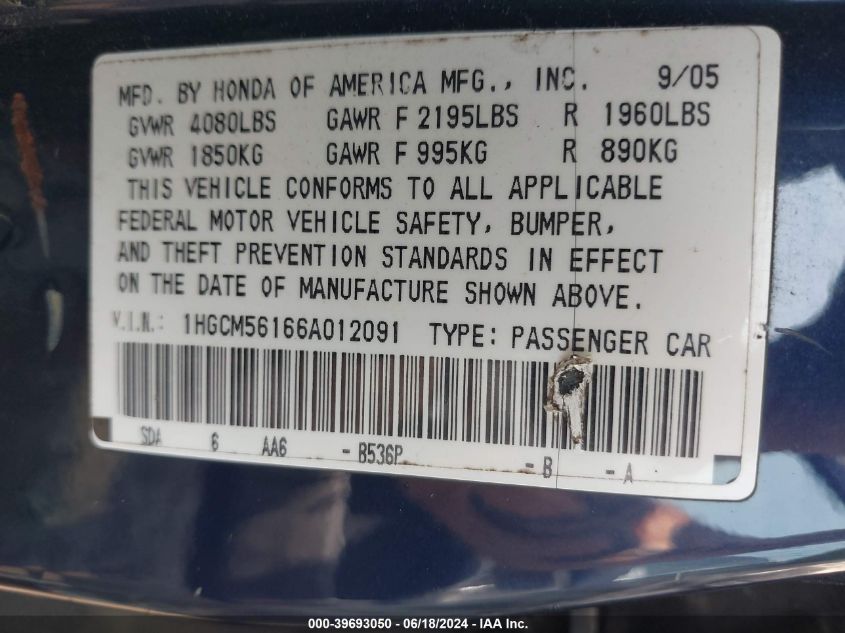 MFD. BY HONDA OF AMERICA MFG., INC. 9/05
GVWR 4080LBS GAWR F 2195LBS R 1960LBS
GVWR 1850KG GAWR F 995KG R 890KG
THIS VEHICLE CONFORMS TO ALL APPLICABLE
FEDERAL MOTOR VEHICLE SAFETY, BUMPER,
AND THEFT PREVENTION STANDARDS IN EFFECT
ON THE DATE OF MANUFACTURE SHOWN ABOVE.
V.I.N.: 1HGCM56166A012091 TYPE: PASSENGER CAR
SDA 6 AA6 - B536P - B - A
000-39693050 - 06/18/2024 - IAA Inc.